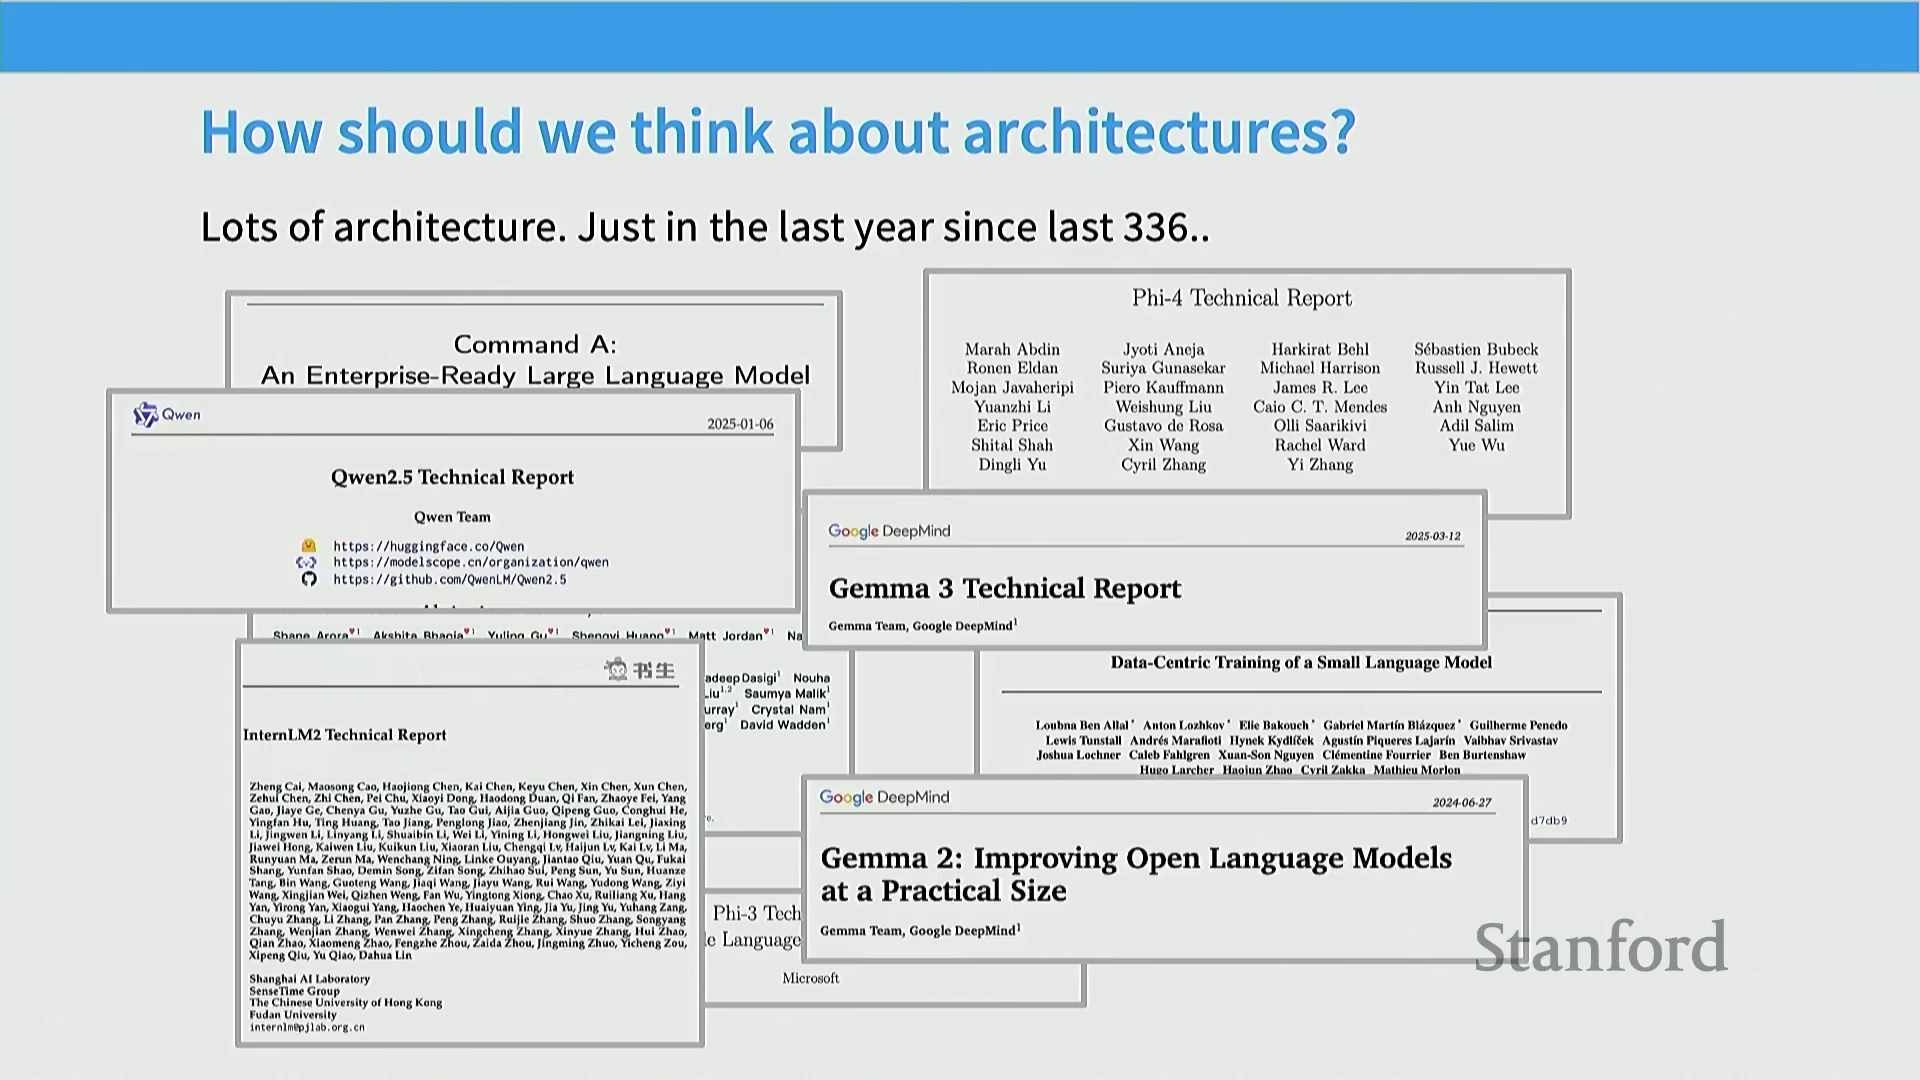 How should we think about architectures?
Lots of architecture. Just in the last year since last 336..
Command A:
An Enterprise-Ready Large Language Model
Qwen
2025-01-06
Qwen2.5 Technical Report
Qwen Team
https://huggingface.co/Qwen
https://modelscope.cn/organization/qwen
https://github.com/QwenLM/Qwen2.5
Phi-4 Technical Report
Marah Abdin Jyoti Aneja Harkirat Behl Sébastien Bubeck
Ronen Eldan Suriya Gunasekar Michael Harrison Russell J. Hewett
Mojan Javaheripi Piero Kauffmann James R. Lee Yin Tat Lee
Yuanzhi Li Weishung Liu Caio C. T. Mendes Anh Nguyen
Eric Price Gustavo de Rosa Olli Saarikivi Adil Salim
Shital Shah Xin Wang Rachel Ward Yue Wu
Dingli Yu Cyril Zhang Yi Zhang
Google DeepMind
2025-03-12
Gemma 3 Technical Report
Gemma Team, Google DeepMind1
Shane Arora♥1 Akshita Bhagia♥1 Yuling Gu♥1 Shengyi Huang♥1 Matt Jordan♥1 Na
adeep Dasigi1 Nouha
Liu1,2 Saumya Malik1
urray1 Crystal Nam1
erg1 David Wadden1
书生
InternLM2 Technical Report
Zheng Cai, Maosong Cao, Haojiong Chen, Kai Chen, Keyu Chen, Xin Chen, Xun Chen,
Zehui Chen, Zhi Chen, Pei Chu, Xiaoyi Dong, Haodong Duan, Qi Fan, Zhaoye Fei, Yang
Gao, Jiaye Ge, Chenya Gu, Yuzhe Gu, Tao Gui, Aijia Guo, Qipeng Guo, Conghui He,
Yingfan Hu, Ting Huang, Tao Jiang, Penglong Jiao, Zhenjiang Jin, Zhikai Lei, Jiaxing
Li, Jingwen Li, Linyang Li, Shuaibin Li, Wei Li, Yining Li, Hongwei Liu, Jiangning Liu,
Jiawei Hong, Kaiwen Liu, Kuikun Liu, Xiaoran Liu, Chengqi Lv, Haijun Lv, Kai Lv, Li Ma,
Runyuan Ma, Zerun Ma, Wenchang Ning, Linke Ouyang, Jiantao Qiu, Yuan Qu, Fukai
Shang, Yunfan Shao, Demin Song, Zifan Song, Zhihao Sui, Peng Sun, Yu Sun, Huanze
Tang, Bin Wang, Guoteng Wang, Jiaqi Wang, Jiayu Wang, Rui Wang, Yudong Wang, Ziyi
Wang, Xingjian Wei, Qizhen Weng, Fan Wu, Yingtong Xiong, Chao Xu, Ruiliang Xu, Hang
Yan, Yirong Yan, Xiaogui Yang, Haochen Ye, Huaiyuan Ying, Jia Yu, Jing Yu, Yuhang Zang,
Chuyu Zhang, Li Zhang, Pan Zhang, Peng Zhang, Ruijie Zhang, Shuo Zhang, Songyang
Zhang, Wenjian Zhang, Wenwei Zhang, Xingcheng Zhang, Xinyue Zhang, Hui Zhao,
Qian Zhao, Xiaomeng Zhao, Fengzhe Zhou, Zaida Zhou, Jingming Zhuo, Yicheng Zou,
Xipeng Qiu, Yu Qiao, Dahua Lin
Shanghai AI Laboratory
SenseTime Group
The Chinese University of Hong Kong
Fudan University
internlm@pjlab.org.cn
Data-Centric Training of a Small Language Model
Loubna Ben Allal* Anton Lozhkov* Elie Bakouch* Gabriel Martín Blázquez* Guilherme Penedo
Lewis Tunstall Andrés Marafioti Hynek Kydlíček Agustín Piqueres Lajarín Vaibhav Srivastav
Joshua Lochner Caleb Fahlgren Xuan-Son Nguyen Clémentine Fourrier Ben Burtenshaw
Hugo Larcher Haojun Zhao Cyril Zakka Mathieu Morlon
d7db9
Google DeepMind
2024-06-27
Gemma 2: Improving Open Language Models
at a Practical Size
Gemma Team, Google DeepMind1
Phi-3 Tech
le Language
Microsoft
Stanford